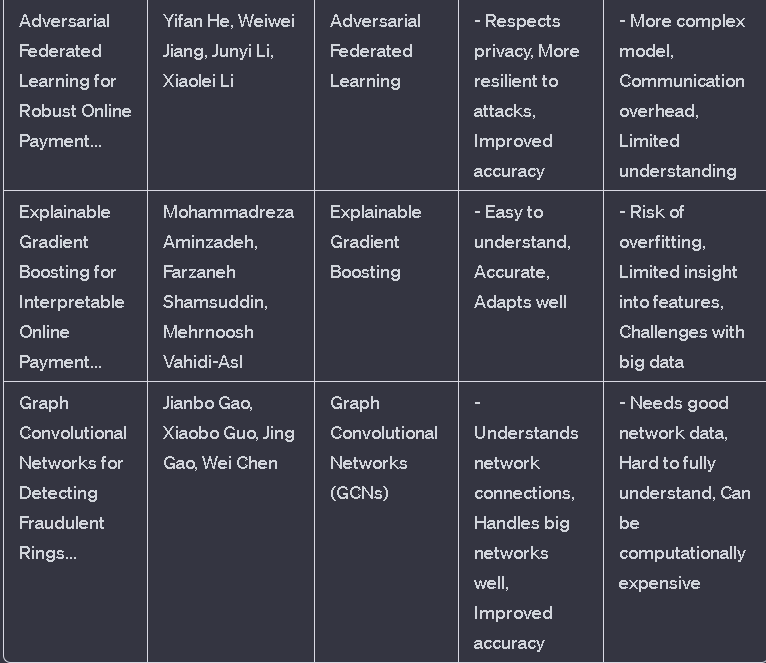 Adversarial
Federated
Learning for
Robust Online
Payment...
Yifan He, Weiwei
Jiang, Junyi Li,
Xiaolei Li
Adversarial
Federated
Learning
- Respects
privacy, More
resilient to
attacks,
Improved
accuracy
- More complex
model,
Communication
overhead,
Limited
understanding
Explainable
Gradient
Boosting for
Interpretable
Online
Payment...
Mohammadreza
Aminzadeh,
Farzaneh
Shamsuddin,
Mehrnoosh
Vahidi-Asl
Explainable
Gradient
Boosting
- Easy to
understand,
Accurate,
Adapts well
- Risk of
overfitting,
Limited insight
into features,
Challenges with
big data
Graph
Convolutional
Networks for
Detecting
Fraudulent
Rings...
Jianbo Gao,
Xiaobo Guo, Jing
Gao, Wei Chen
Graph
Convolutional
Networks
(GCNs)
-
Understands
network
connections,
Handles big
networks
well,
Improved
accuracy
- Needs good
network data,
Hard to fully
understand, Can
be
computationally
expensive